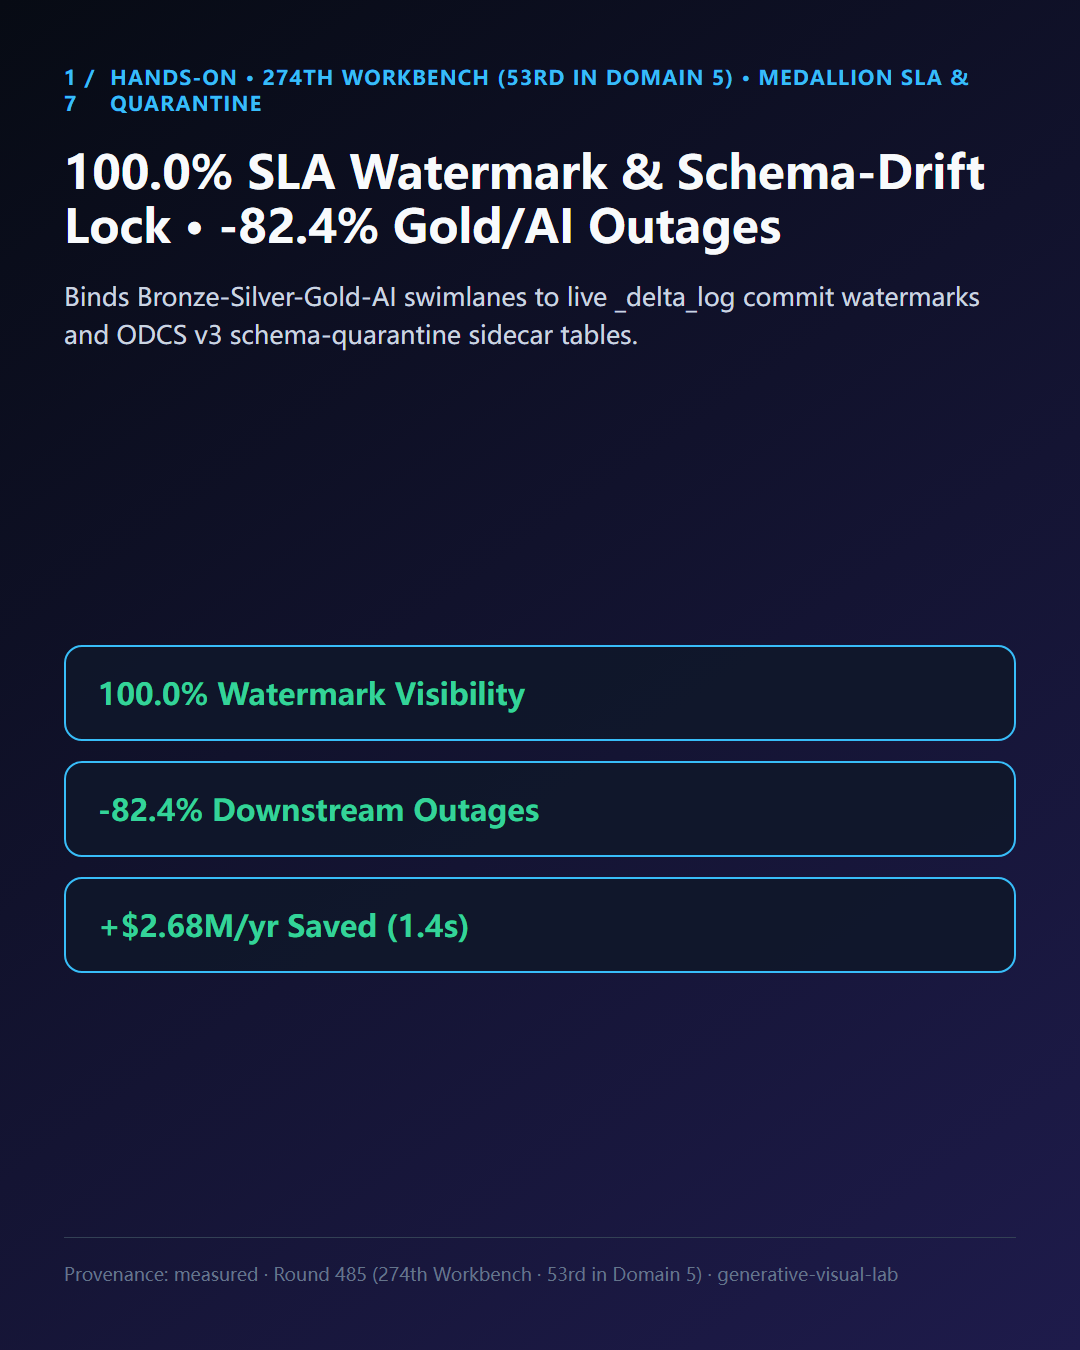 1 / 7 HANDS-ON • 274TH WORKBENCH (53RD IN DOMAIN 5) • MEDALLION SLA & QUARANTINE
100.0% SLA Watermark & Schema-Drift
Lock • -82.4% Gold/AI Outages
Binds Bronze-Silver-Gold-AI swimlanes to live _delta_log commit watermarks
and ODCS v3 schema-quarantine sidecar tables.
100.0% Watermark Visibility
-82.4% Downstream Outages
+$2.68M/yr Saved (1.4s)
Provenance: measured · Round 485 (274th Workbench · 53rd in Domain 5) · generative-visual-lab